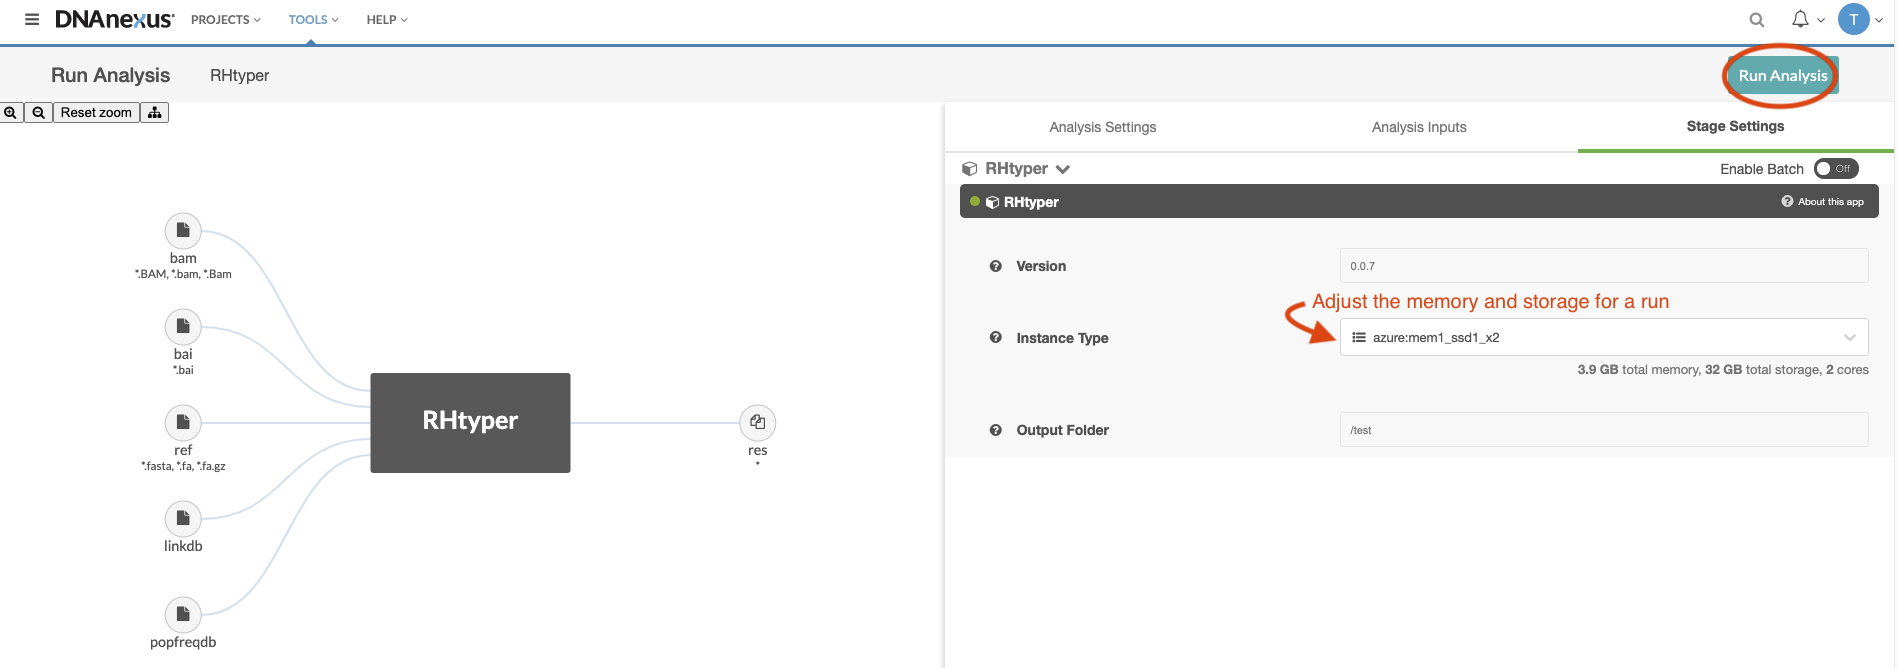 DNAnexus PROJECTS TOOLS HELP T
Run Analysis RHtyper Run Analysis
Reset zoom
Analysis Settings Analysis Inputs Stage Settings
RHtyper Enable Batch Off
RHtyper About this app
Version 0.0.7
Adjust the memory and storage for a run
Instance Type azure:mem1_ssd1_x2
3.9 GB total memory, 32 GB total storage, 2 cores
Output Folder /test
bam
*.BAM, *.bam, *.Bam
bai
*.bai
ref
*.fasta, *.fa, *.fa.gz
linkdb
popfreqdb
RHtyper
res
*